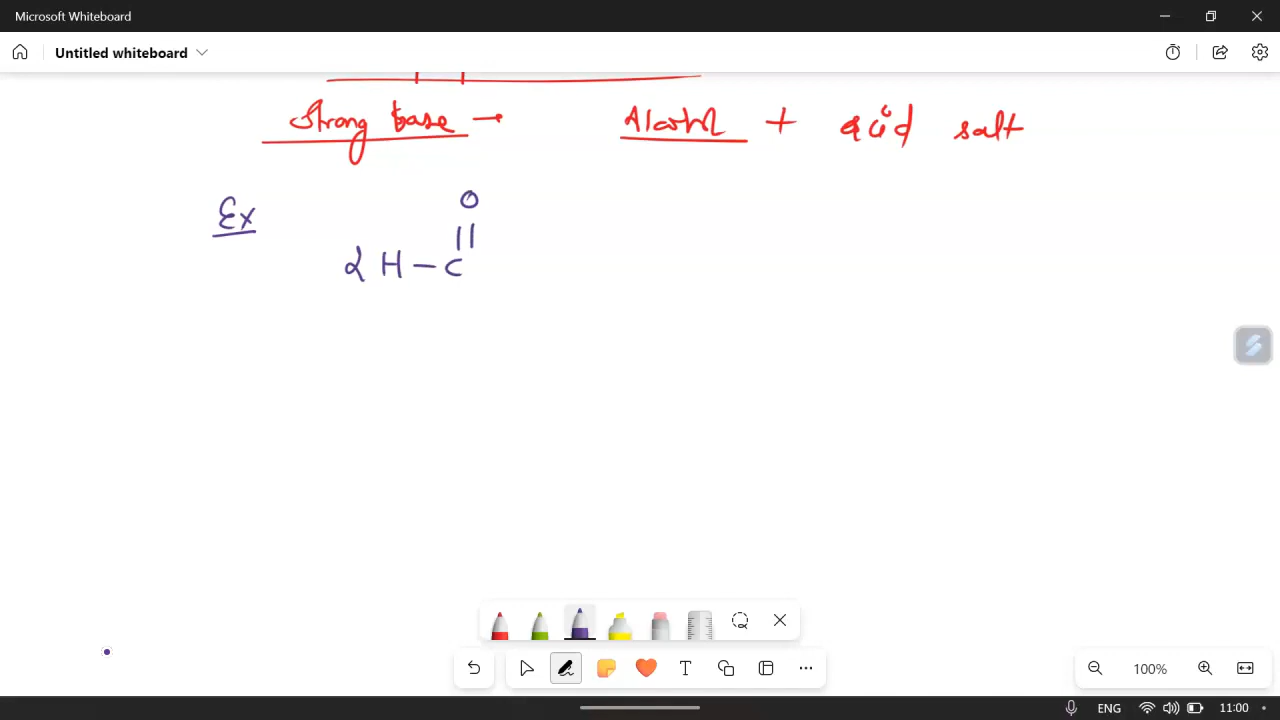 Microsoft Whiteboard
Untitled whiteboard
Strong base → Alcohol + acid salt
Ex
O
||
2 H - C
T
100%
ENG 11:00